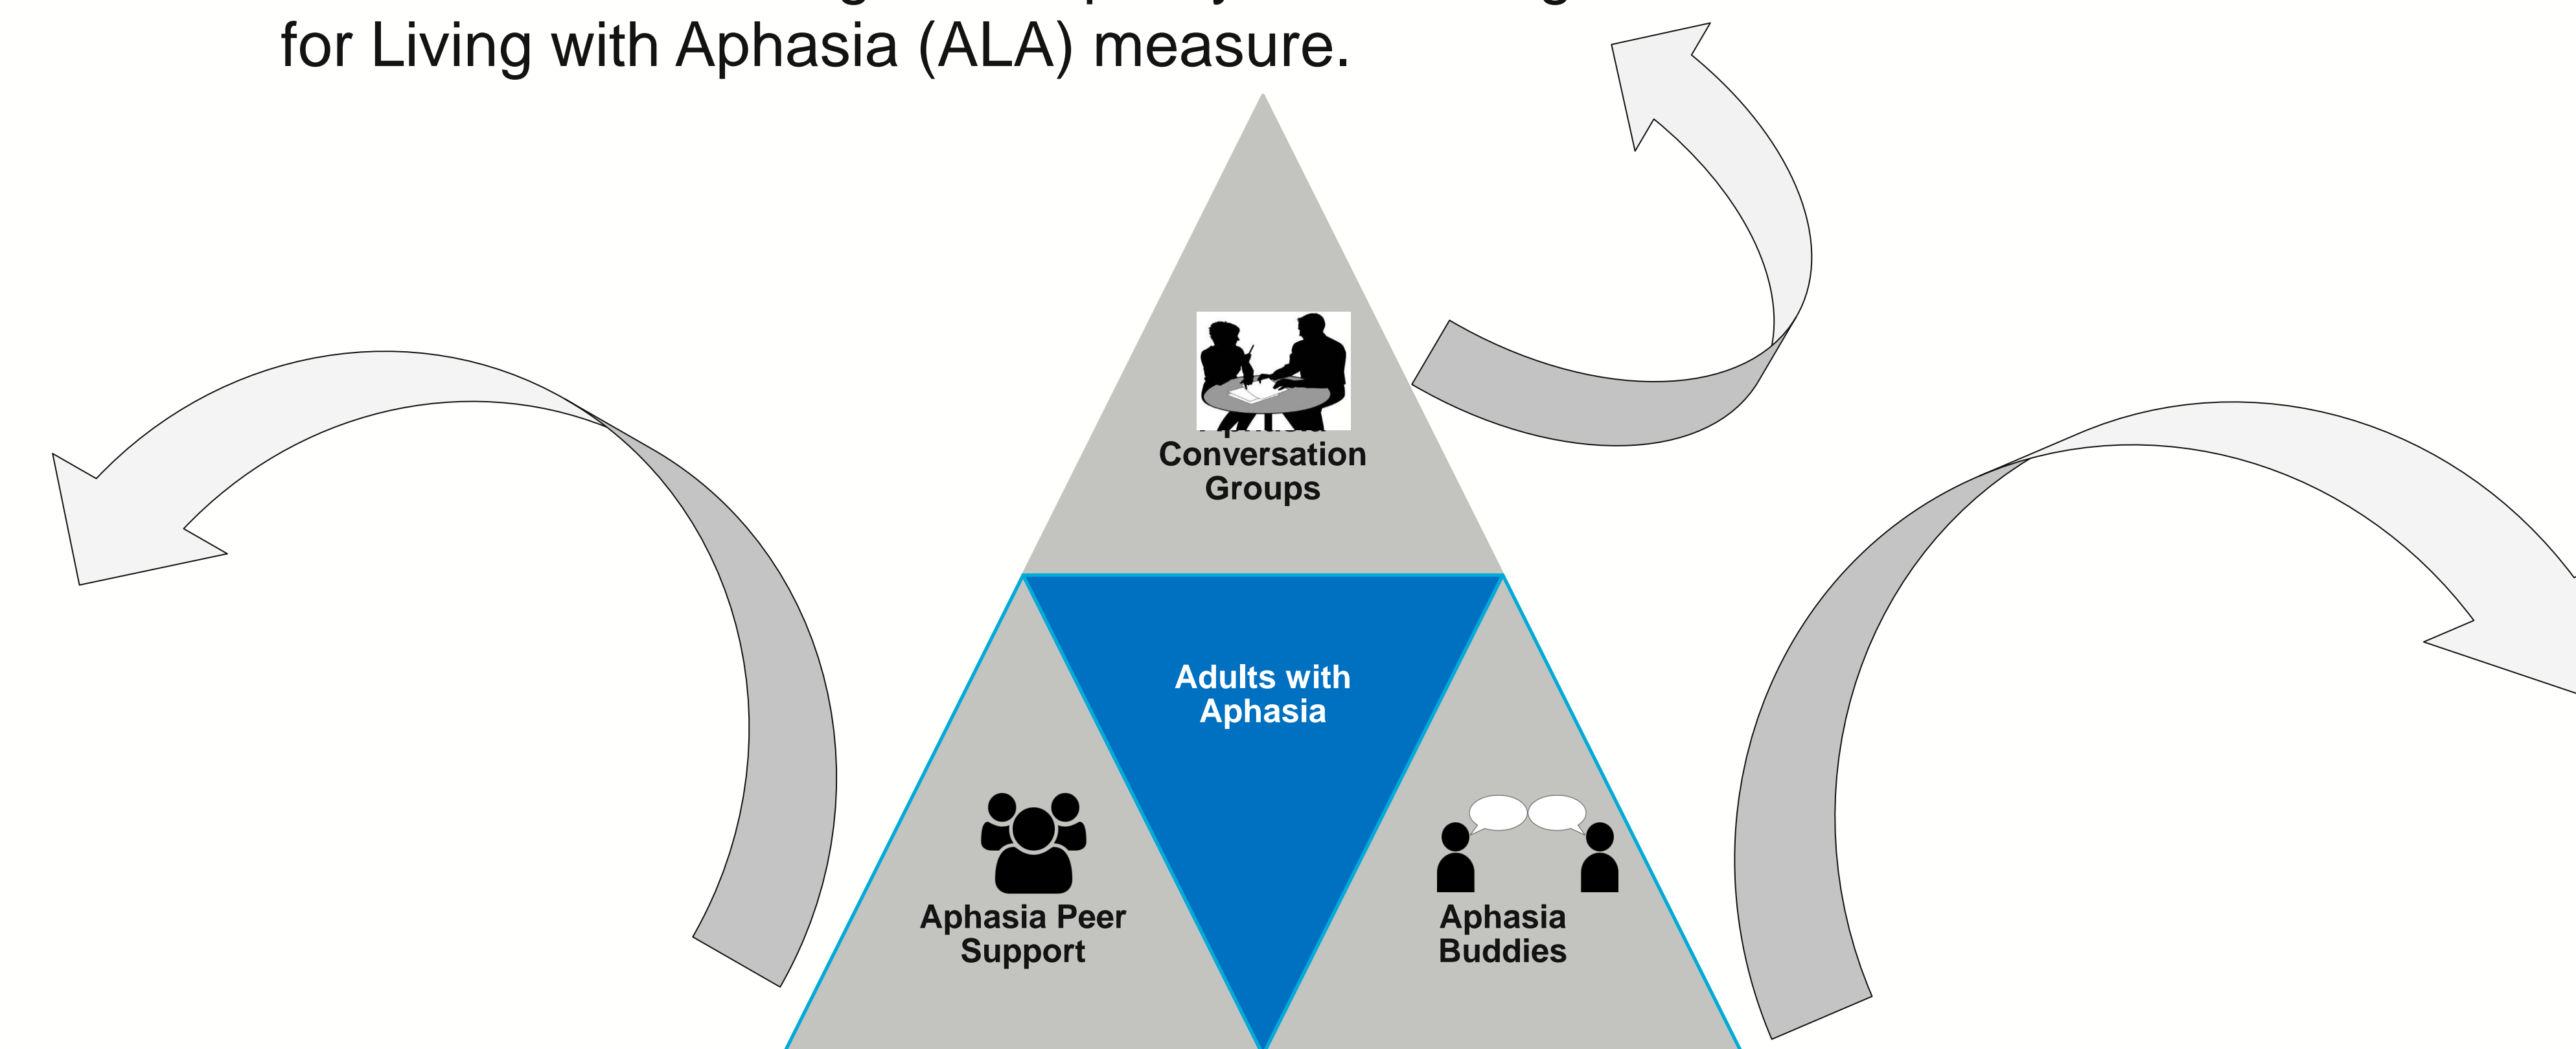 for Living with Aphasia (ALA) measure.
Conversation
Groups
Adults with
Aphasia
Aphasia Peer
Support
Aphasia
Buddies